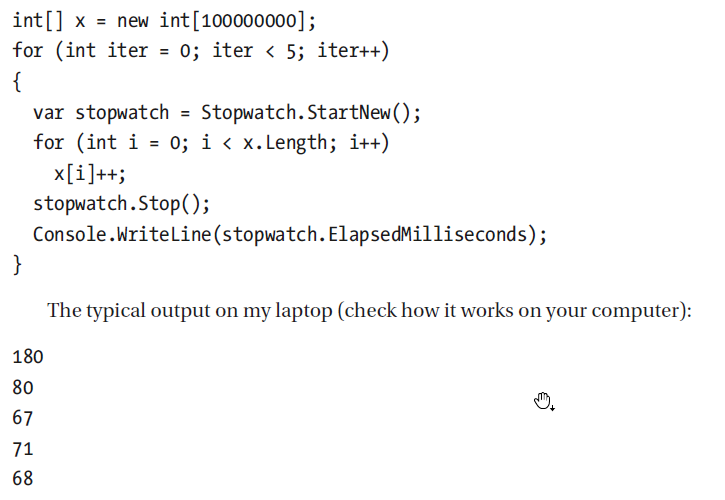 int[] x = new int[100000000];
for (int iter = 0; iter < 5; iter++)
{
  var stopwatch = Stopwatch.StartNew();
  for (int i = 0; i < x.Length; i++)
    x[i]++;
  stopwatch.Stop();
  Console.WriteLine(stopwatch.ElapsedMilliseconds);
}
The typical output on my laptop (check how it works on your computer):
180
80
67
71
68